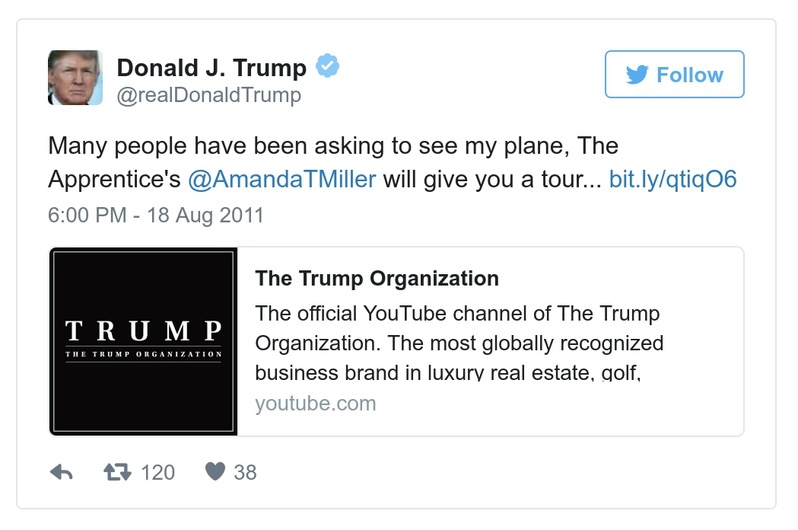 Donald J. Trump
@realDonaldTrump
Follow
Many people have been asking to see my plane, The
Apprentice's @AmandaTMiller will give you a tour... bit.ly/qtiqO6
6:00 PM - 18 Aug 2011
TRUMP
THE TRUMP ORGANIZATION
The Trump Organization
The official YouTube channel of The Trump
Organization. The most globally recognized
business brand in luxury real estate, golf,
youtube.com
120
38